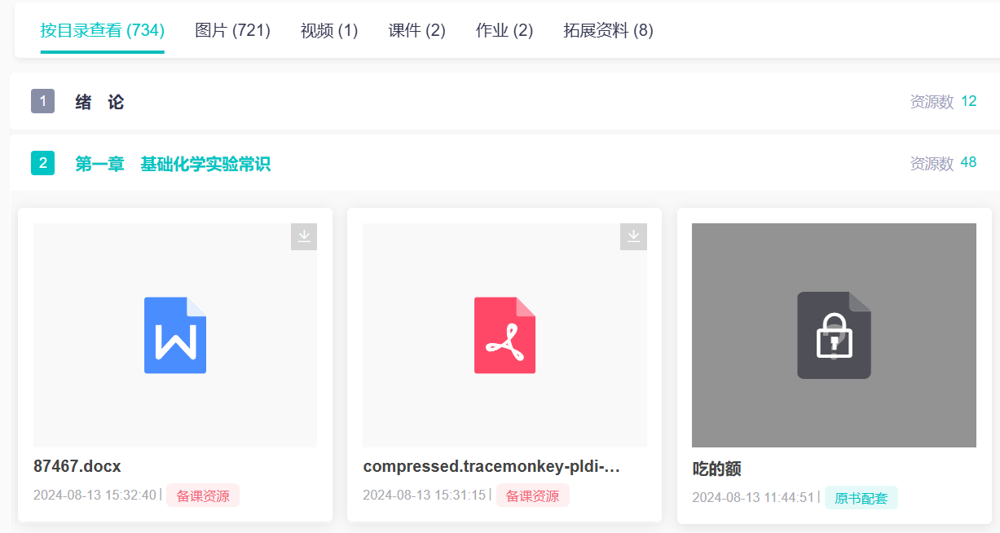 按目录查看 (734) 图片 (721) 视频 (1) 课件 (2) 作业 (2) 拓展资料 (8)
1 绪 论 资源数 12
2 第一章 基础化学实验常识 资源数 48
87467.docx
2024-08-13 15:32:40 | 备课资源
compressed.tracemonkey-pldi-...
2024-08-13 15:31:15 | 备课资源
吃的额
2024-08-13 11:44:51 | 原书配套